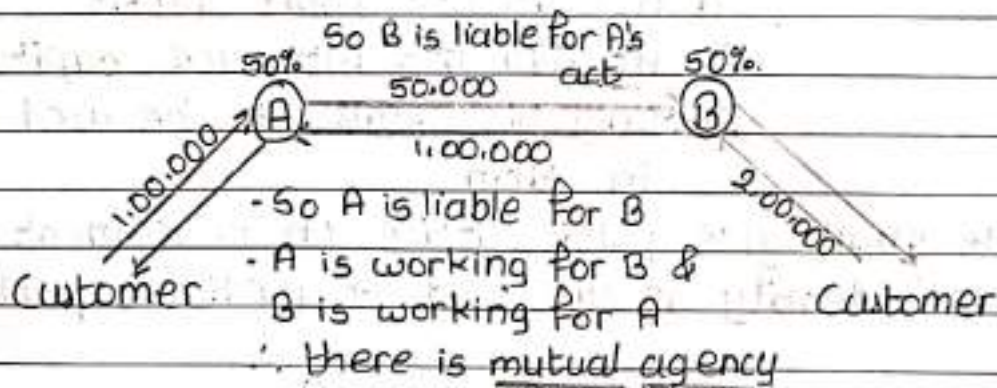 So B is liable for A's
act
50%
50%.
50,000
A
B
1,00,000
1,00,000
2,00,000
- So A is liable for B
- A is working for B &
B is working for A
Customer
Customer
∴ there is mutual agency